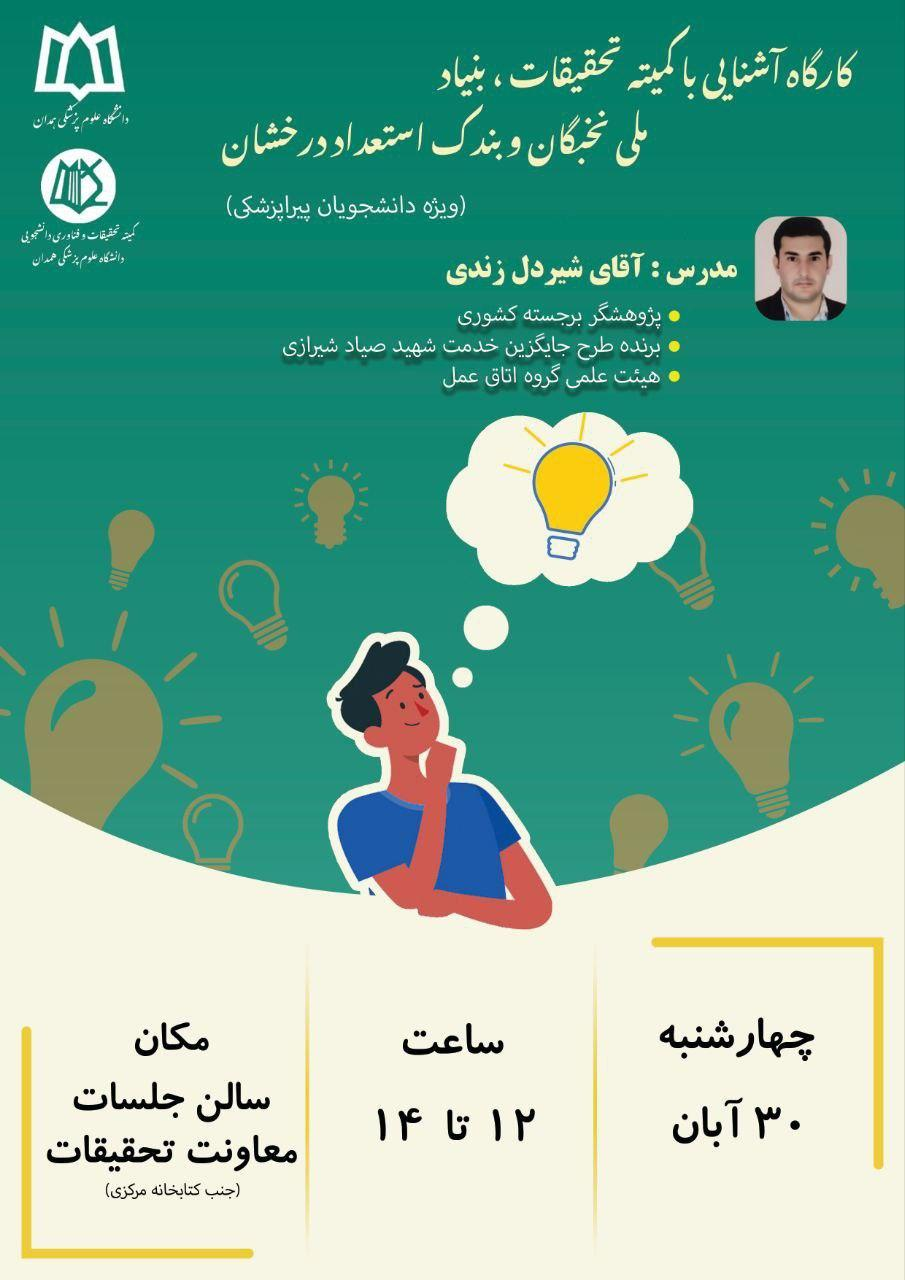 کارگاه آشنایی با کمیته تحقیقات، بنیاد
ملی نخبگان و بندک استعداد درخشان
(ویژه دانشجویان پیراپزشکی)
دانشگاه علوم پزشکی همدان
کمیته تحقیقات و فناوری دانشجویی
دانشگاه علوم پزشکی همدان
مدرس : آقای شیردل زندی
پژوهشگر برجسته کشوری
برنده طرح جایگزین خدمت شهید صیاد شیرازی
هیئت علمی گروه اتاق عمل
چهارشنبه
۳۰ آبان
ساعت
۱۲ تا ۱۴
مکان
سالن جلسات
معاونت تحقیقات
(جنب کتابخانه مرکزی)